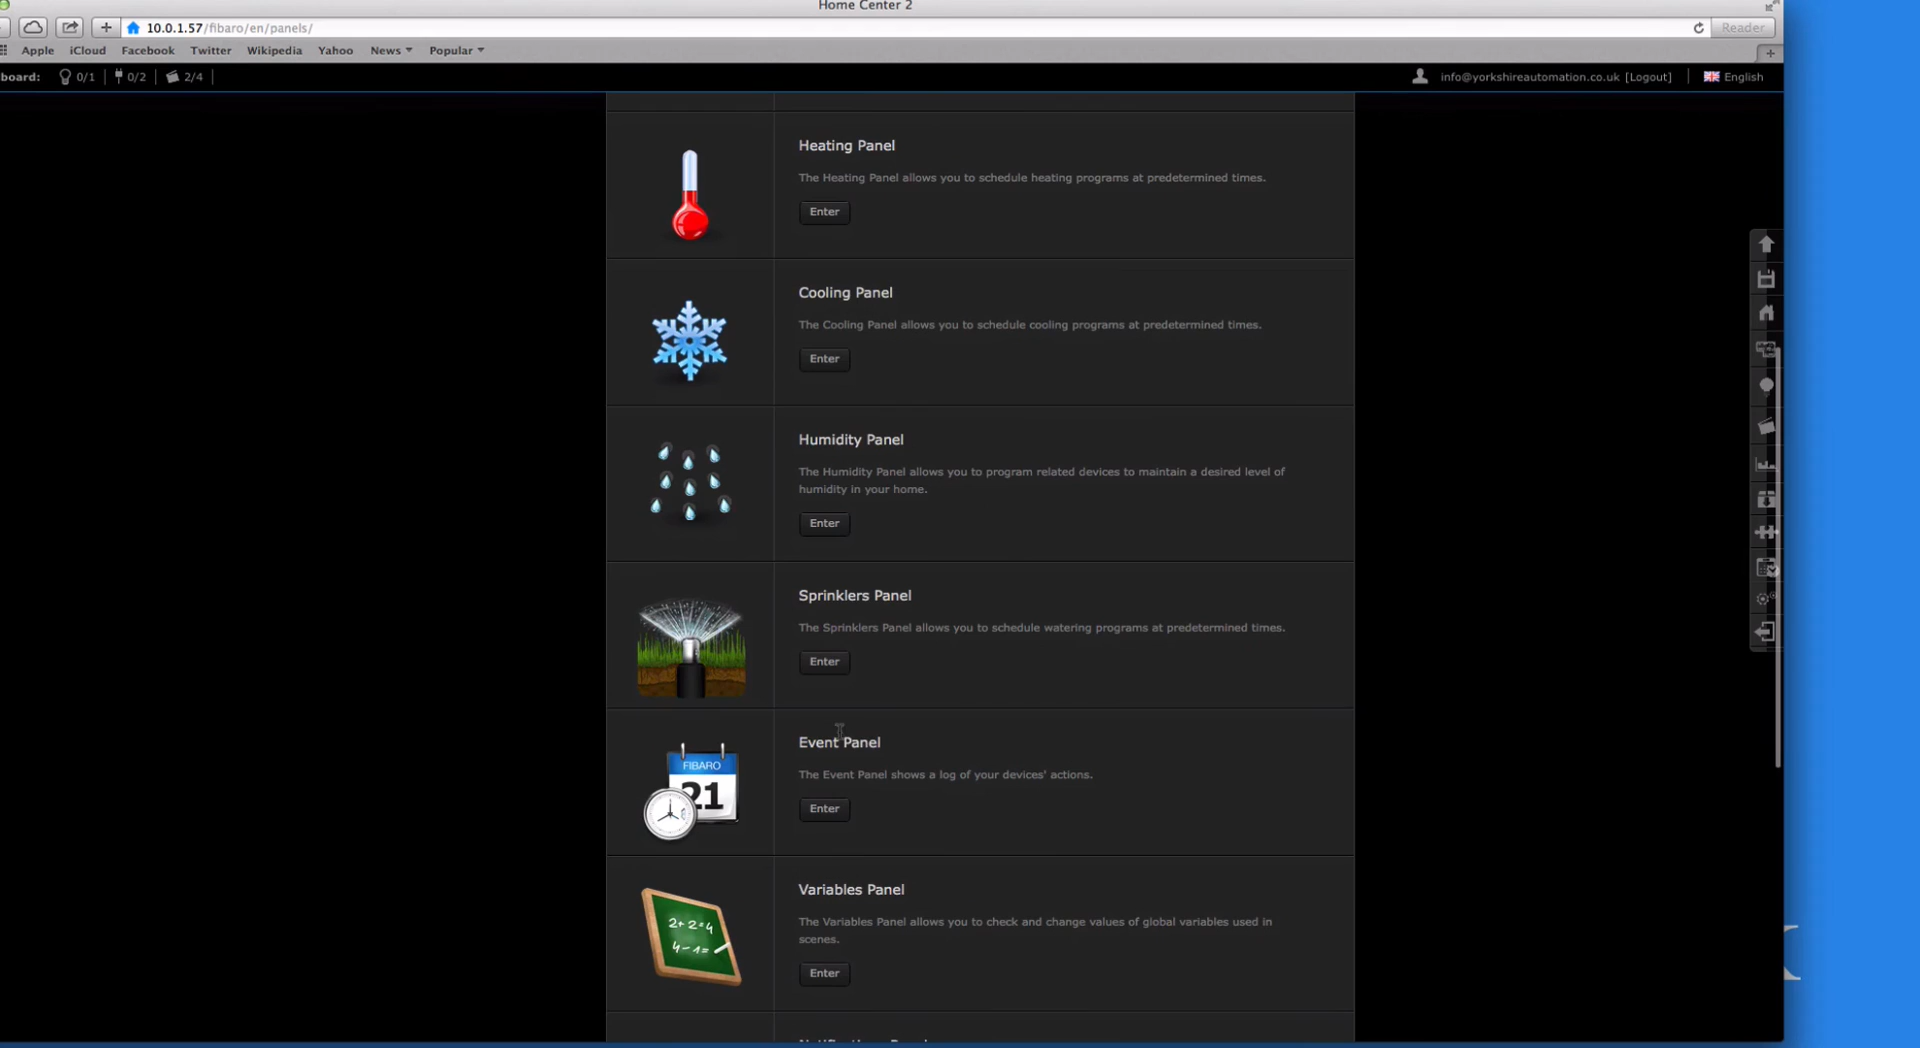 Home Center 2
10.0.1.57/fibaro/en/panels/
Reader
Apple iCloud Facebook Twitter Wikipedia Yahoo News Popular
board: 0/1 0/2 2/4
info@yorkshireautomation.co.uk [Logout] English
Heating Panel
The Heating Panel allows you to schedule heating programs at predetermined times.
Enter
Cooling Panel
The Cooling Panel allows you to schedule cooling programs at predetermined times.
Enter
Humidity Panel
The Humidity Panel allows you to program related devices to maintain a desired level of
humidity in your home.
Enter
Sprinklers Panel
The Sprinklers Panel allows you to schedule watering programs at predetermined times.
Enter
Event Panel
FIBARO
21
The Event Panel shows a log of your devices' actions.
Enter
Variables Panel
2+2=4
4-1=
The Variables Panel allows you to check and change values of global variables used in
scenes.
Enter